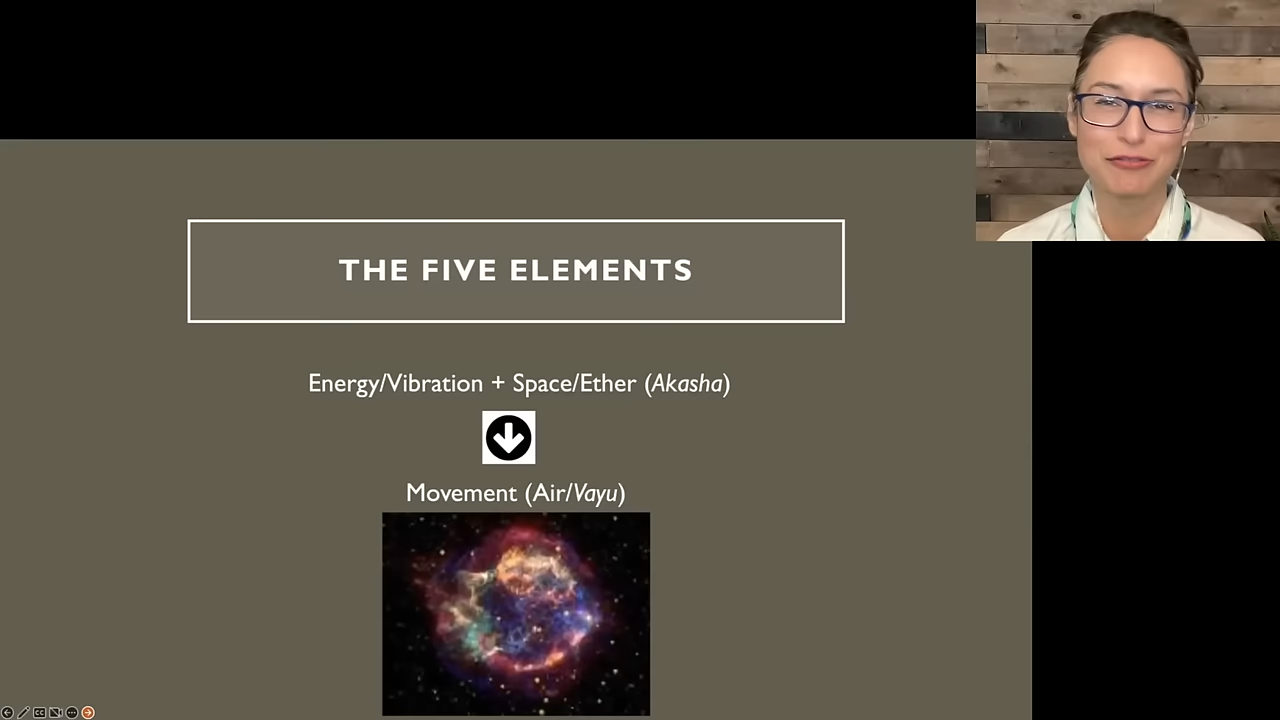 THE FIVE ELEMENTS
Energy/Vibration + Space/Ether (Akasha)
Movement (Air/Vayu)